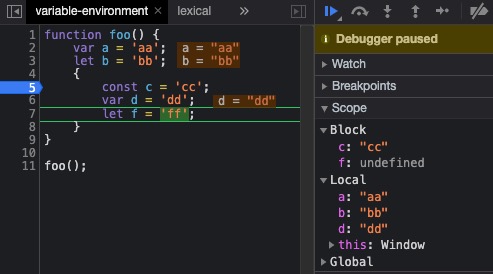 variable-environment × lexical »
1 function foo() {
2 var a = 'aa'; a = "aa"
3 let b = 'bb'; b = "bb"
4 {
5 const c = 'cc';
6 var d = 'dd'; d = "dd"
7 let f = 'ff';
8 }
9 }
10
11 foo();
i Debugger paused
Watch
Breakpoints
Scope
Block
c: "cc"
f: undefined
Local
a: "aa"
b: "bb"
d: "dd"
this: Window
Global